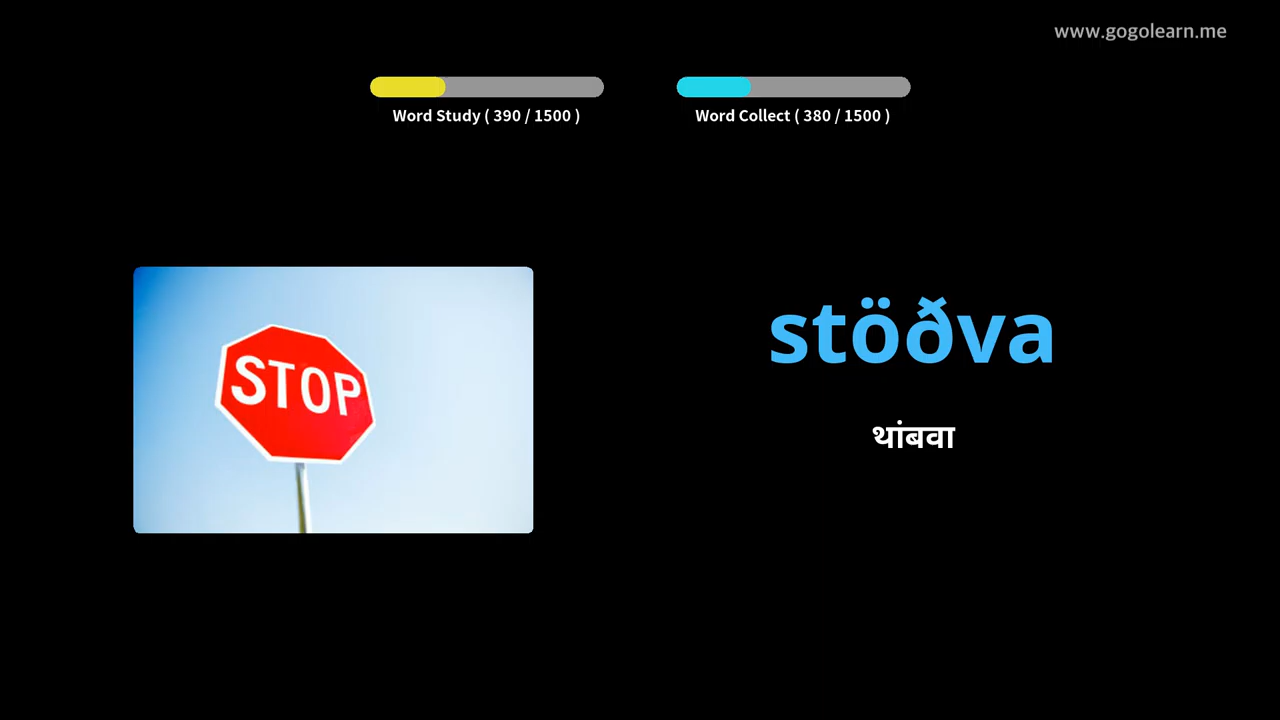 www.gogolearn.me
Word Study ( 390 / 1500 )
Word Collect ( 380 / 1500 )
STOP
stöðva
थांबवा